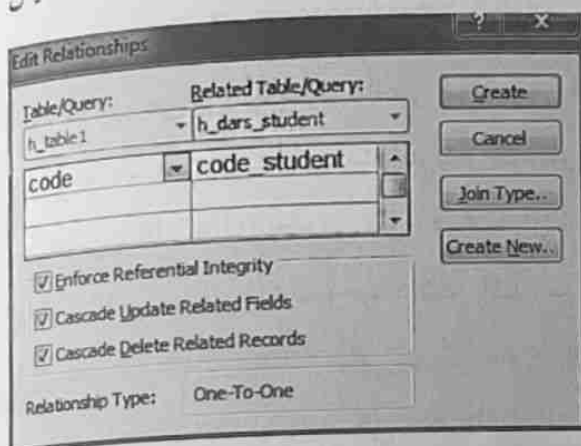 Edit Relationships
Table/Query:
Related Table/Query:
Create
h_table1
h_dars_student
Cancel
code
code_student
Join Type..
Create New..
Enforce Referential Integrity
Cascade Update Related Fields
Cascade Delete Related Records
Relationship Type:
One-To-One